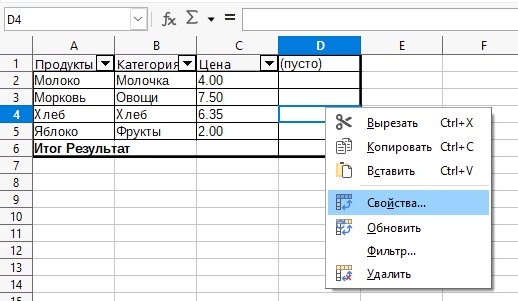 D4
A B C D E F
1 Продукты Категория Цена (пусто)
2 Молоко Молочка 4.00
3 Морковь Овощи 7.50
4 Хлеб Хлеб 6.35
5 Яблоко Фрукты 2.00
6 Итог Результат
7
8
9
10
11
12
13
14
Вырезать Ctrl+X
Копировать Ctrl+C
Вставить Ctrl+V
Свойства...
Обновить
Фильтр...
Удалить